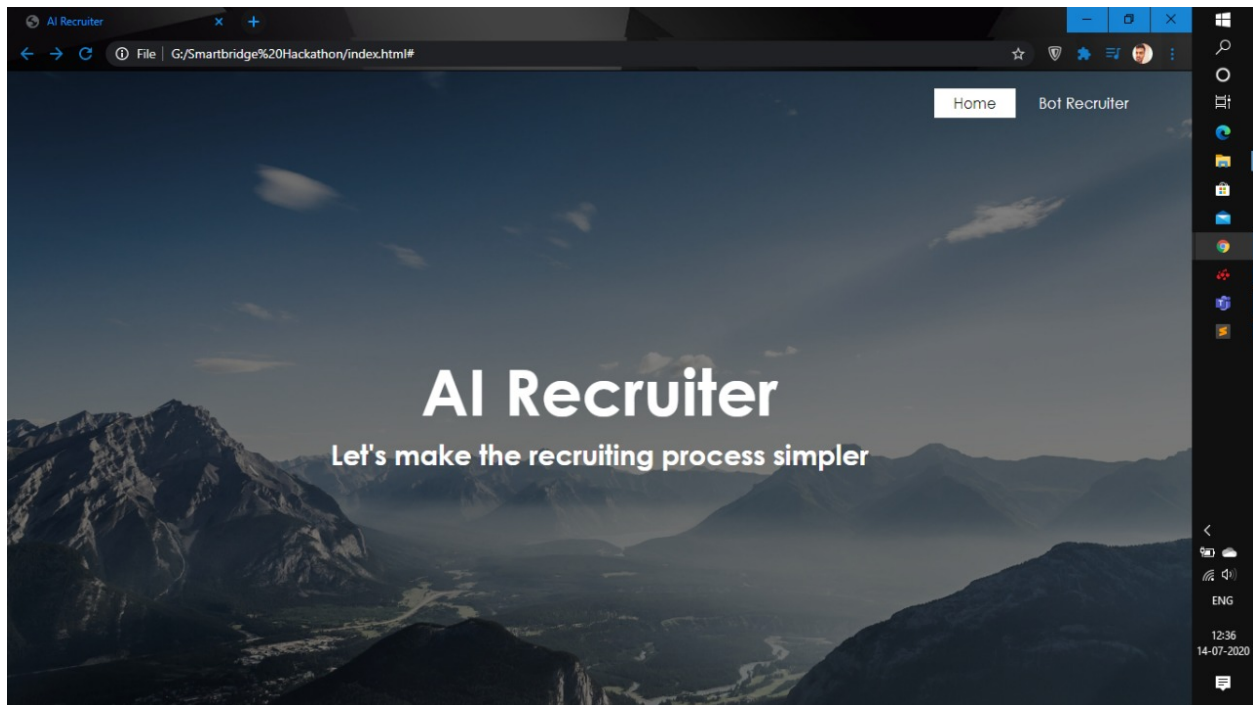 AI Recruiter
File | G:/Smartbridge%20Hackathon/index.html#
Home Bot Recruiter
AI Recruiter
Let's make the recruiting process simpler
ENG
12:36
14-07-2020